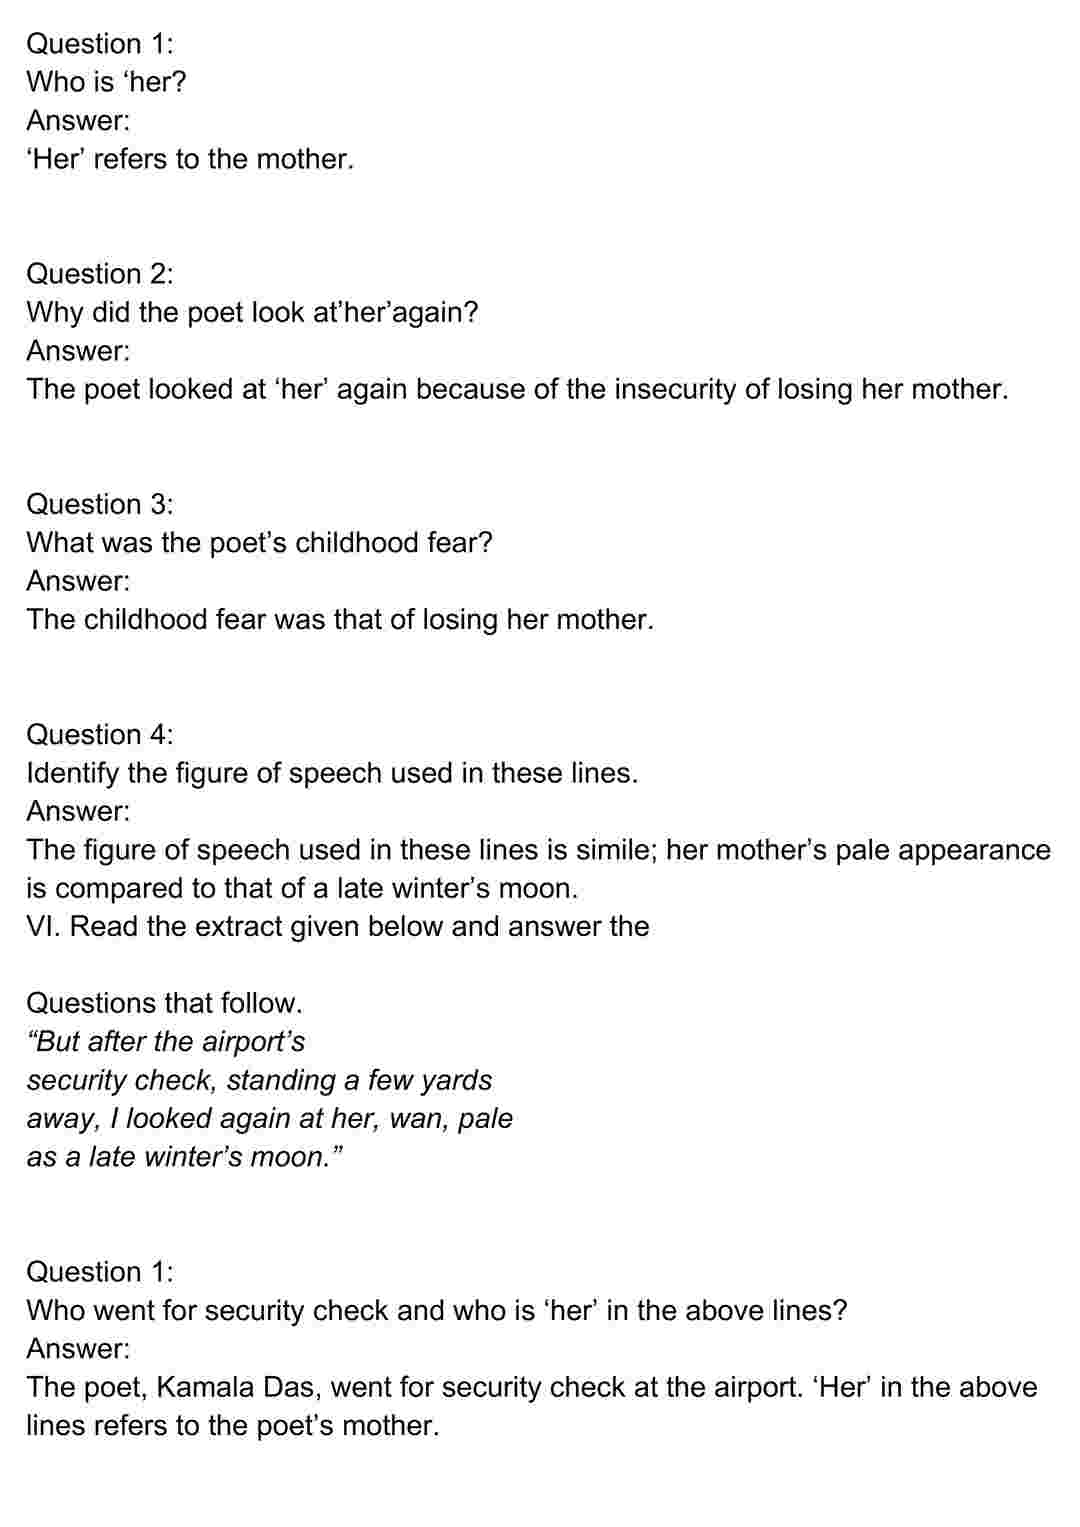 Question 1:
Who is ‘her?
Answer:
‘Her’ refers to the mother.
Question 2:
Why did the poet look at’her’again?
Answer:
The poet looked at ‘her’ again because of the insecurity of losing her mother.
Question 3:
What was the poet’s childhood fear?
Answer:
The childhood fear was that of losing her mother.
Question 4:
Identify the figure of speech used in these lines.
Answer:
The figure of speech used in these lines is simile; her mother’s pale appearance
is compared to that of a late winter’s moon.
VI. Read the extract given below and answer the
Questions that follow.
“But after the airport’s
security check, standing a few yards
away, I looked again at her, wan, pale
as a late winter’s moon.”
Question 1:
Who went for security check and who is ‘her’ in the above lines?
Answer:
The poet, Kamala Das, went for security check at the airport. ‘Her’ in the above
lines refers to the poet’s mother.